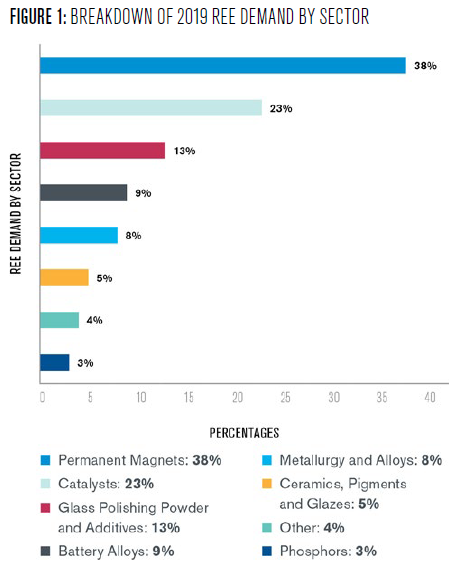 FIGURE 1: BREAKDOWN OF 2019 REE DEMAND BY SECTOR
REE DEMAND BY SECTOR
38%
23%
13%
9%
8%
5%
4%
3%
0 5 10 15 20 25 30 35 40
PERCENTAGES
Permanent Magnets: 38%
Catalysts: 23%
Glass Polishing Powder
and Additives: 13%
Battery Alloys: 9%
Metallurgy and Alloys: 8%
Ceramics, Pigments
and Glazes: 5%
Other: 4%
Phosphors: 3%